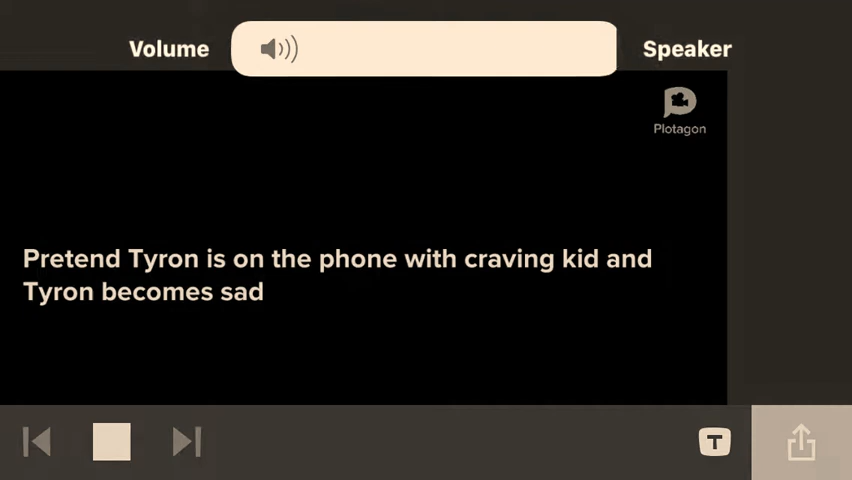 Volume
Speaker
Plotagon
Pretend Tyron is on the phone with craving kid and
Tyron becomes sad
T